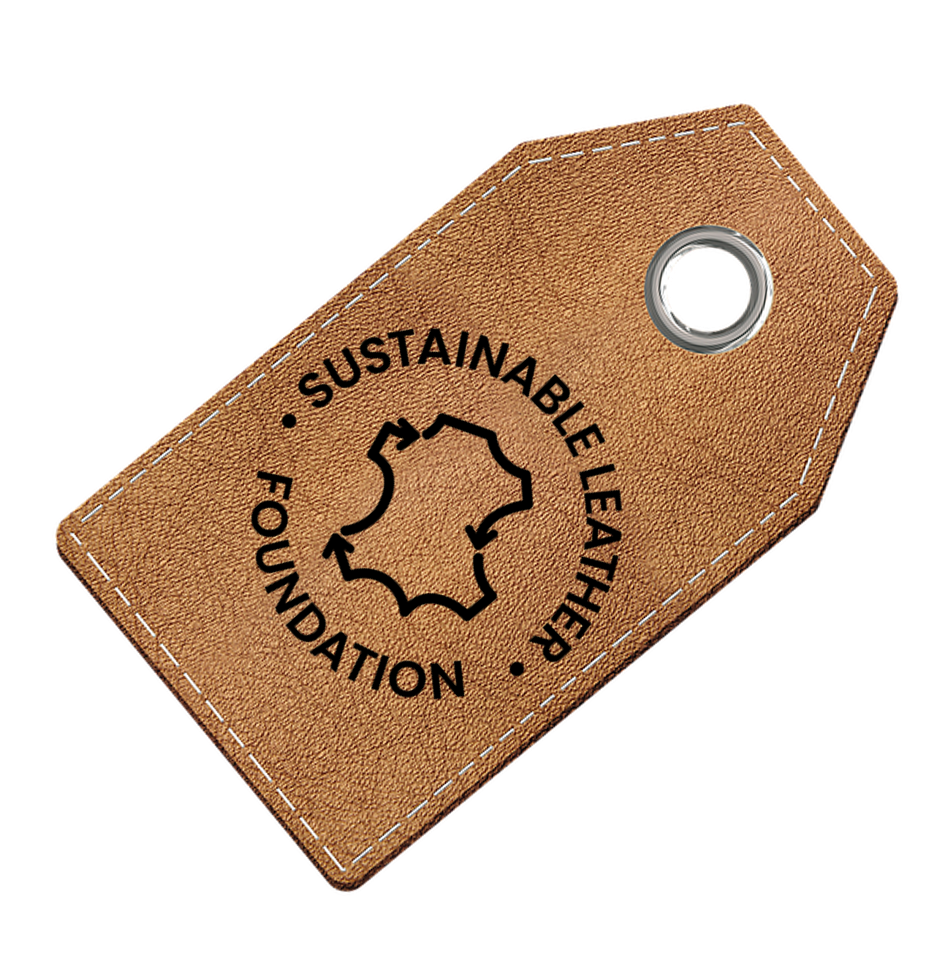 • SUSTAINABLE LEATHER •
FOUNDATION